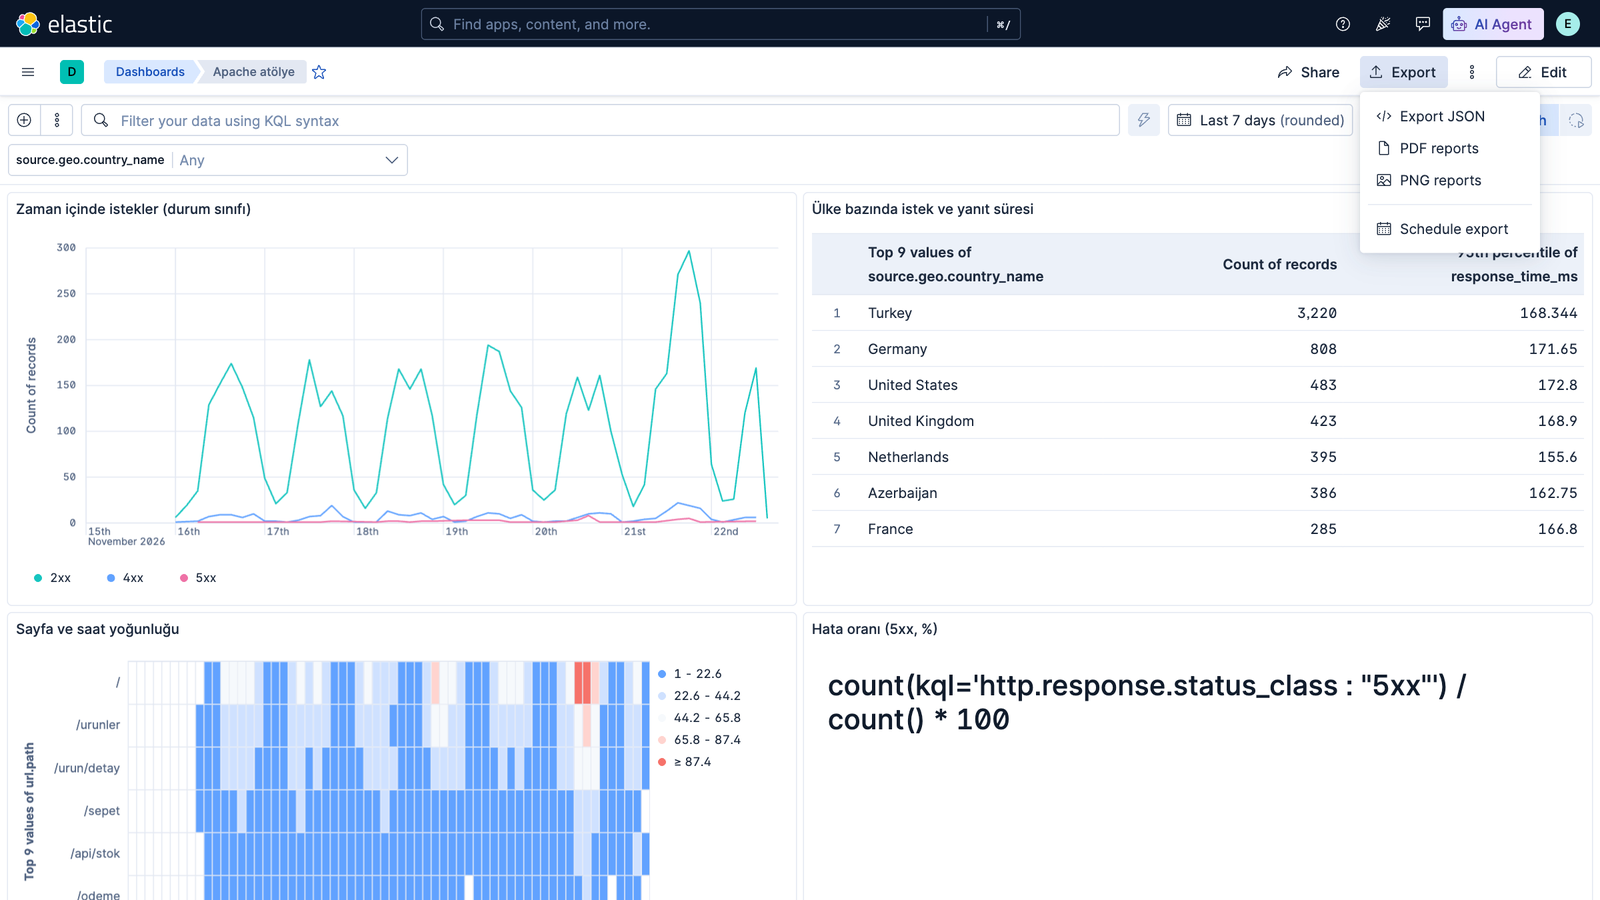 elastic
Find apps, content, and more.
⌘/
AI Agent
E
D
Dashboards
Apache atölye
Share
Export
Edit
Filter your data using KQL syntax
Last 7 days (rounded)
Export JSON
PDF reports
PNG reports
Schedule export
source.geo.country_name
Any
Zaman içinde istekler (durum sınıfı)
Count of records
300
250
200
150
100
50
0
15th
November 2026
16th
17th
18th
19th
20th
21st
22nd
2xx
4xx
5xx
Ülke bazında istek ve yanıt süresi
Top 9 values of
source.geo.country_name
Count of records
95th percentile of
response_time_ms
1 Turkey 3,220 168.344
2 Germany 808 171.65
3 United States 483 172.8
4 United Kingdom 423 168.9
5 Netherlands 395 155.6
6 Azerbaijan 386 162.75
7 France 285 166.8
Sayfa ve saat yoğunluğu
Top 9 values of url.path
/
/urunler
/urun/detay
/sepet
/api/stok
/odeme
1 - 22.6
22.6 - 44.2
44.2 - 65.8
65.8 - 87.4
≥ 87.4
Hata oranı (5xx, %)
count(kql='http.response.status_class : "5xx"') /
count() * 100